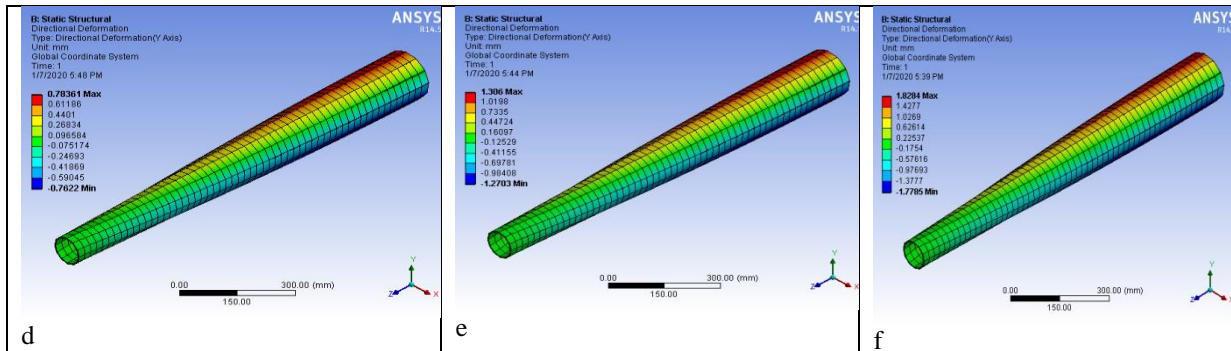 B: Static Structural
Directional Deformation
Type: Directional Deformation(Y Axis)
Unit: mm
Global Coordinate System
Time: 1
1/7/2020 5:48 PM
0.78361 Max
0.61186
0.4401
0.26834
0.096584
-0.075174
-0.24693
-0.41869
-0.59045
-0.7622 Min
ANSYS
R14.5
0.00 300.00 (mm)
150.00
Y
Z X
d
B: Static Structural
Directional Deformation
Type: Directional Deformation(Y Axis)
Unit: mm
Global Coordinate System
Time: 1
1/7/2020 5:44 PM
1.306 Max
1.0198
0.7335
0.44724
0.16097
-0.12529
-0.41155
-0.69781
-0.98408
-1.2703 Min
ANSYS
R14.
0.00 300.00 (mm)
150.00
Y
Z X
e
B: Static Structural
Directional Deformation
Type: Directional Deformation(Y Axis)
Unit: mm
Global Coordinate System
Time: 1
1/7/2020 5:39 PM
1.8284 Max
1.4277
1.0269
0.62614
0.22537
-0.1754
-0.57616
-0.97693
-1.3777
-1.7785 Min
ANSYS
R14.
0.00 300.00 (mm)
150.00
Y
Z X
f